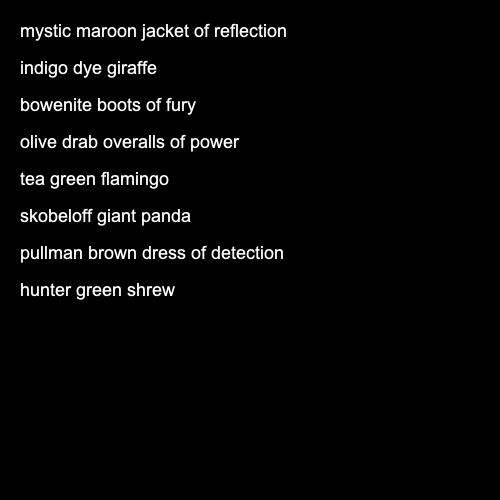 mystic maroon jacket of reflection
indigo dye giraffe
bowenite boots of fury
olive drab overalls of power
tea green flamingo
skobeloff giant panda
pullman brown dress of detection
hunter green shrew